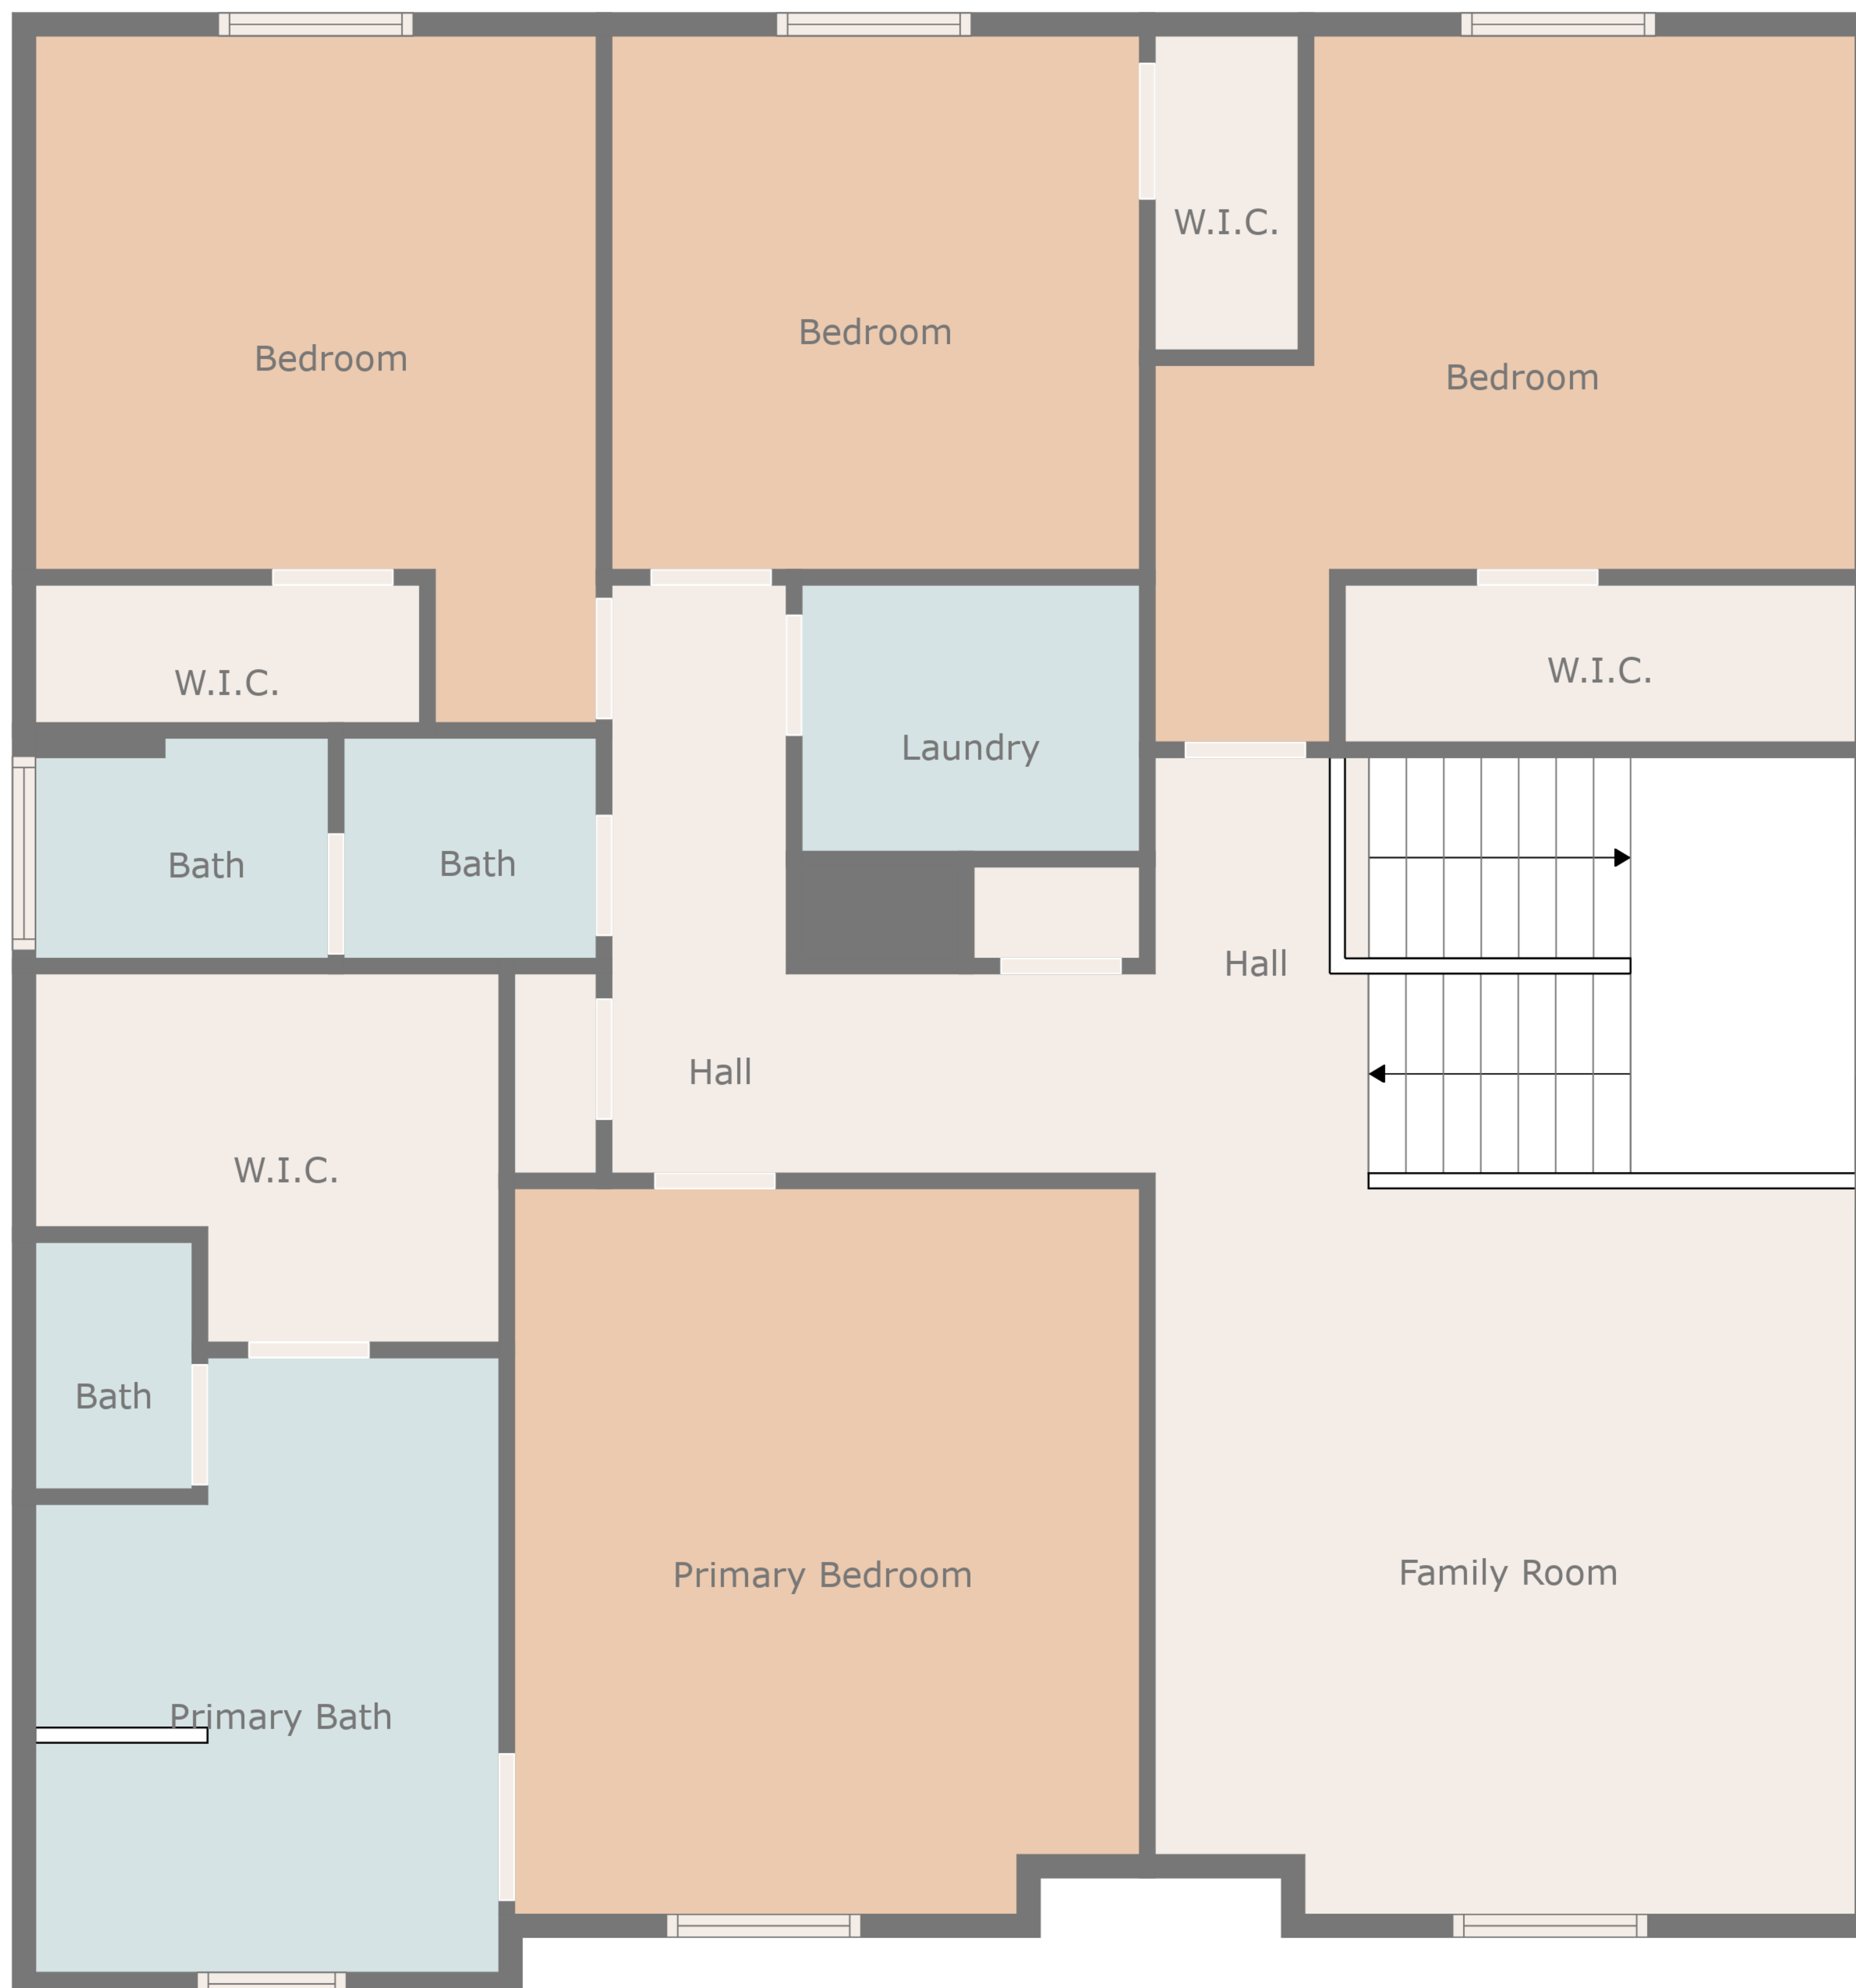 W.I.C.
Bedroom
Bedroom
Bedroom
W.I.C.
W.I.C.
Laundry
Bath
Bath
Hall
Hall
W.I.C.
Bath
Primary Bedroom
Family Room
Primary Bath